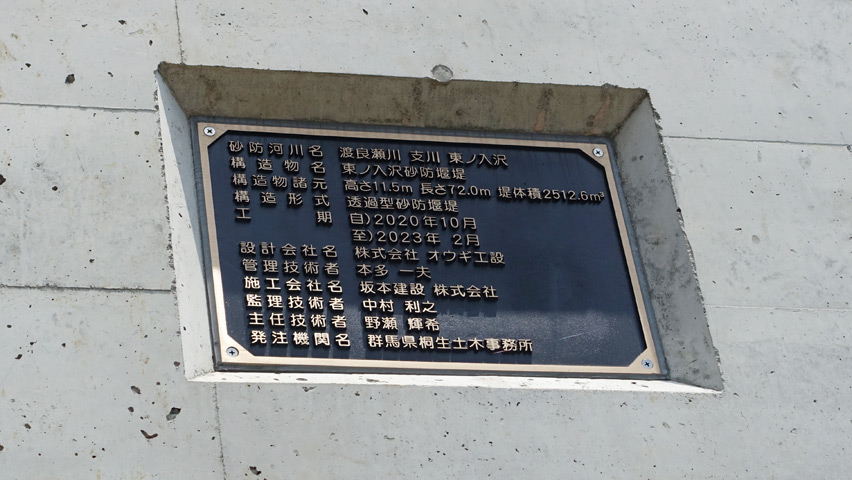 砂防河川名 渡良瀬川 支川 東ノ入沢
構造物名 東ノ入沢砂防堰堤
構造物諸元 高さ11.5m 長さ72.0m 堤体積2512.6m³
構造形式 透過型砂防堰堤
工期 自)2020年10月
至)2023年 2月
設計会社名 株式会社 オウギ工設
管理技術者 本多 一夫
施工会社名 坂本建設 株式会社
監理技術者 中村 利之
主任技術者 野瀬 輝希
発注機関名 群馬県桐生土木事務所